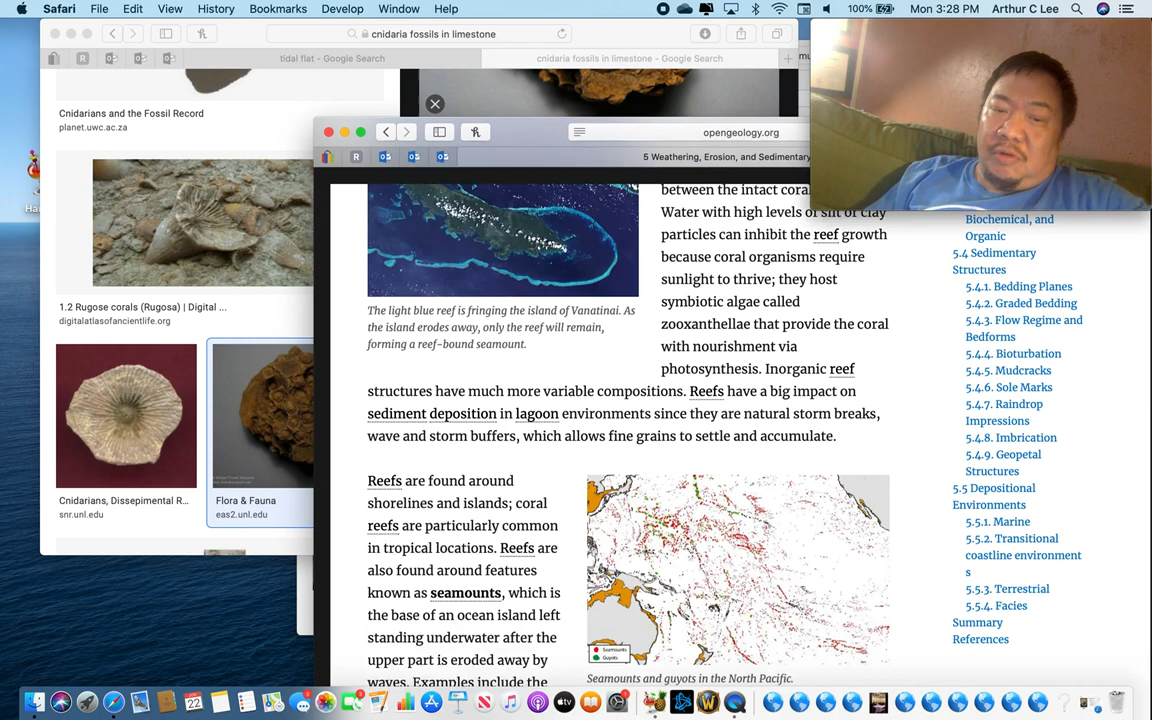 Safari File Edit View History Bookmarks Develop Window Help 100% Mon 3:28 PM Arthur C Lee
cnidaria fossils in limestone
tidal flat - Google Search
cnidaria fossils in limestone - Google Search
Cnidarians and the Fossil Record
planet.uwc.ac.za
1.2 Rugose corals (Rugosa) | Digital ...
digitalatlasofancientlife.org
Cnidarians, Dissepimental R...
snr.unl.edu
Flora & Fauna
eas2.unl.edu
opengeology.org
5 Weathering, Erosion, and Sedimentary
The light blue reef is fringing the island of Vanatinai. As
the island erodes away, only the reef will remain,
forming a reef-bound seamount.
between the intact coral
Water with high levels of silt or clay
particles can inhibit the reef growth
because coral organisms require
sunlight to thrive; they host
symbiotic algae called
zooxanthellae that provide the coral
with nourishment via
photosynthesis. Inorganic reef
structures have much more variable compositions. Reefs have a big impact on
sediment deposition in lagoon environments since they are natural storm breaks,
wave and storm buffers, which allows fine grains to settle and accumulate.
Reefs are found around
shorelines and islands; coral
reefs are particularly common
in tropical locations. Reefs are
also found around features
known as seamounts, which is
the base of an ocean island left
standing underwater after the
upper part is eroded away by
waves. Examples include the
Seamounts
Guyots
Seamounts and guyots in the North Pacific.
Biochemical, and
Organic
5.4 Sedimentary
Structures
5.4.1. Bedding Planes
5.4.2. Graded Bedding
5.4.3. Flow Regime and
Bedforms
5.4.4. Bioturbation
5.4.5. Mudcracks
5.4.6. Sole Marks
5.4.7. Raindrop
Impressions
5.4.8. Imbrication
5.4.9. Geopetal
Structures
5.5 Depositional
Environments
5.5.1. Marine
5.5.2. Transitional
coastline environment
s
5.5.3. Terrestrial
5.5.4. Facies
Summary
References